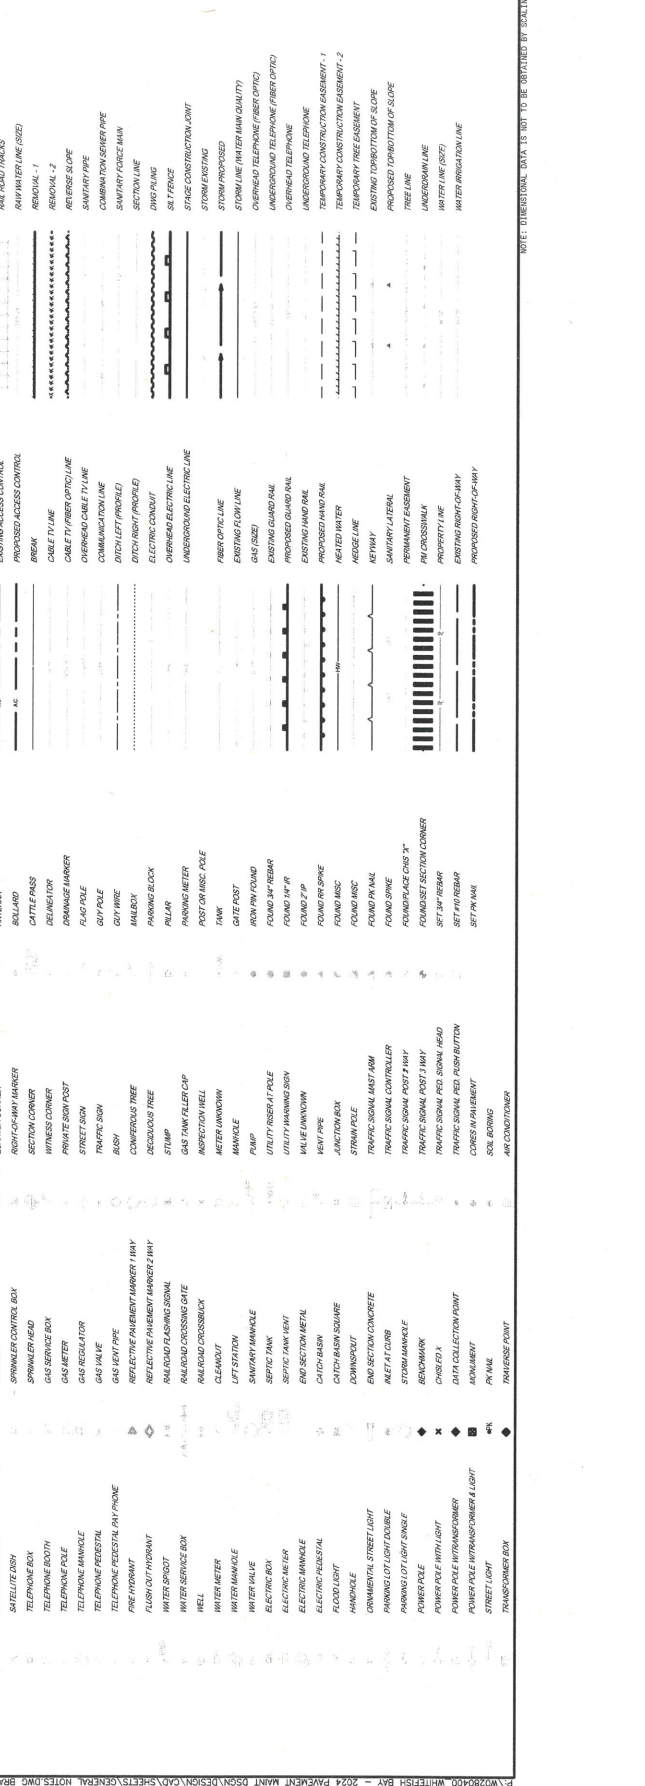 SATELLITE DISH
TELEPHONE BOX
TELEPHONE BOOTH
TELEPHONE POLE
TELEPHONE MANHOLE
TELEPHONE PEDESTAL
TELEPHONE PEDESTAL PAY PHONE
FIRE HYDRANT
FLUSH OUT HYDRANT
WATER SPIGOT
WATER SERVICE BOX
WELL
WATER METER
WATER MANHOLE
WATER VALVE
ELECTRIC BOX
ELECTRIC METER
ELECTRIC MANHOLE
ELECTRIC PEDESTAL
FLOOD LIGHT
HANDHOLE
ORNAMENTAL STREET LIGHT
PARKING LOT LIGHT DOUBLE
PARKING LOT LIGHT SINGLE
POWER POLE
POWER POLE WITH LIGHT
POWER POLE W/TRANSFORMER
POWER POLE W/TRANSFORMER & LIGHT
STREET LIGHT
TRANSFORMER BOX
SPRINKLER CONTROL BOX
SPRINKLER HEAD
GAS SERVICE BOX
GAS METER
GAS REGULATOR
GAS VALVE
GAS VENT PIPE
REFLECTIVE PAVEMENT MARKER 1 WAY
REFLECTIVE PAVEMENT MARKER 2 WAY
RAILROAD FLASHING SIGNAL
RAILROAD CROSSING GATE
RAILROAD CROSSBUCK
CLEANOUT
LIFT STATION
SANITARY MANHOLE
SEPTIC TANK
SEPTIC TANK VENT
END SECTION METAL
CATCH BASIN
CATCH BASIN SQUARE
DOWNSPOUT
END SECTION CONCRETE
INLET AT CURB
STORM MANHOLE
BENCHMARK
CHISLED X
DATA COLLECTION POINT
MONUMENT
PK PK NAIL
TRAVERSE POINT
RIGHT-OF-WAY MARKER
SECTION CORNER
WITNESS CORNER
PRIVATE SIGN POST
STREET SIGN
TRAFFIC SIGN
BUSH
CONIFEROUS TREE
DECIDUOUS TREE
STUMP
GAS TANK FILLER CAP
INSPECTION WELL
METER UNKNOWN
MANHOLE
PUMP
UTILITY RISER AT POLE
UTILITY WARNING SIGN
VALVE UNKNOWN
VENT PIPE
JUNCTION BOX
STRAIN POLE
TRAFFIC SIGNAL MAST ARM
TRAFFIC SIGNAL CONTROLLER
TRAFFIC SIGNAL POST 2 WAY
TRAFFIC SIGNAL POST 3 WAY
TRAFFIC SIGNAL PED. SIGNAL HEAD
TRAFFIC SIGNAL PED. PUSH BUTTON
CORES IN PAVEMENT
SOIL BORING
AIR CONDITIONER
BOLLARD
CATTLE PASS
DELINEATOR
DRAINAGE MARKER
FLAG POLE
GUY POLE
GUY WIRE
MAILBOX
PARKING BLOCK
PILLAR
PARKING METER
POST OR MISC. POLE
TANK
GATE POST
IRON PIN FOUND
FOUND 3/4" REBAR
FOUND 1/4" IR
FOUND 2" IP
FOUND RR SPIKE
FOUND MISC
FOUND MISC
FOUND PK NAIL
FOUND SPIKE
FOUND/PLACE CHIS "X"
FOUND/SET SECTION CORNER
SET 3/4" REBAR
SET #10 REBAR
SET PK NAIL
EXISTING ACCESS CONTROL
AC PROPOSED ACCESS CONTROL
BREAK
CABLE TV LINE
CABLE TV (FIBER OPTIC) LINE
OVERHEAD CABLE TV LINE
COMMUNICATION LINE
DITCH LEFT (PROFILE)
DITCH RIGHT (PROFILE)
ELECTRIC CONDUIT
OVERHEAD ELECTRIC LINE
UNDERGROUND ELECTRIC LINE
FIBER OPTIC LINE
EXISTING FLOW LINE
GAS (SIZE)
EXISTING GUARD RAIL
PROPOSED GUARD RAIL
EXISTING HAND RAIL
PROPOSED HAND RAIL
HW HEATED WATER
HEDGE LINE
KEYWAY
SANITARY LATERAL
PERMANENT EASEMENT
PM CROSSWALK
PROPERTY LINE
EXISTING RIGHT-OF-WAY
PROPOSED RIGHT-OF-WAY
RAIL ROAD TRACKS
RAW WATER LINE (SIZE)
REMOVAL - 1
REMOVAL - 2
REVERSE SLOPE
SANITARY PIPE
COMBINATION SEWER PIPE
SANITARY FORCE MAIN
SECTION LINE
DWG PILING
SILT FENCE
STAGE CONSTRUCTION JOINT
STORM EXISTING
STORM PROPOSED
STORM LINE (WATER MAIN QUALITY)
OVERHEAD TELEPHONE (FIBER OPTIC)
UNDERGROUND TELEPHONE (FIBER OPTIC)
OVERHEAD TELEPHONE
UNDERGROUND TELEPHONE
TEMPORARY CONSTRUCTION EASEMENT - 1
TEMPORARY CONSTRUCTION EASEMENT - 2
TEMPORARY TREE EASEMENT
EXISTING TOP/BOTTOM OF SLOPE
PROPOSED TOP/BOTTOM OF SLOPE
TREE LINE
UNDERDRAIN LINE
WATER LINE (SIZE)
WATER IRRIGATION LINE
NOTE: DIMENSIONAL DATA IS NOT TO BE OBTAINED BY SCALIN
WHITEFISH BAY - 2024 PAVEMENT MAINT DSGN\DESIGN\CAD\SHEETS\GENERAL NOTES.DWG